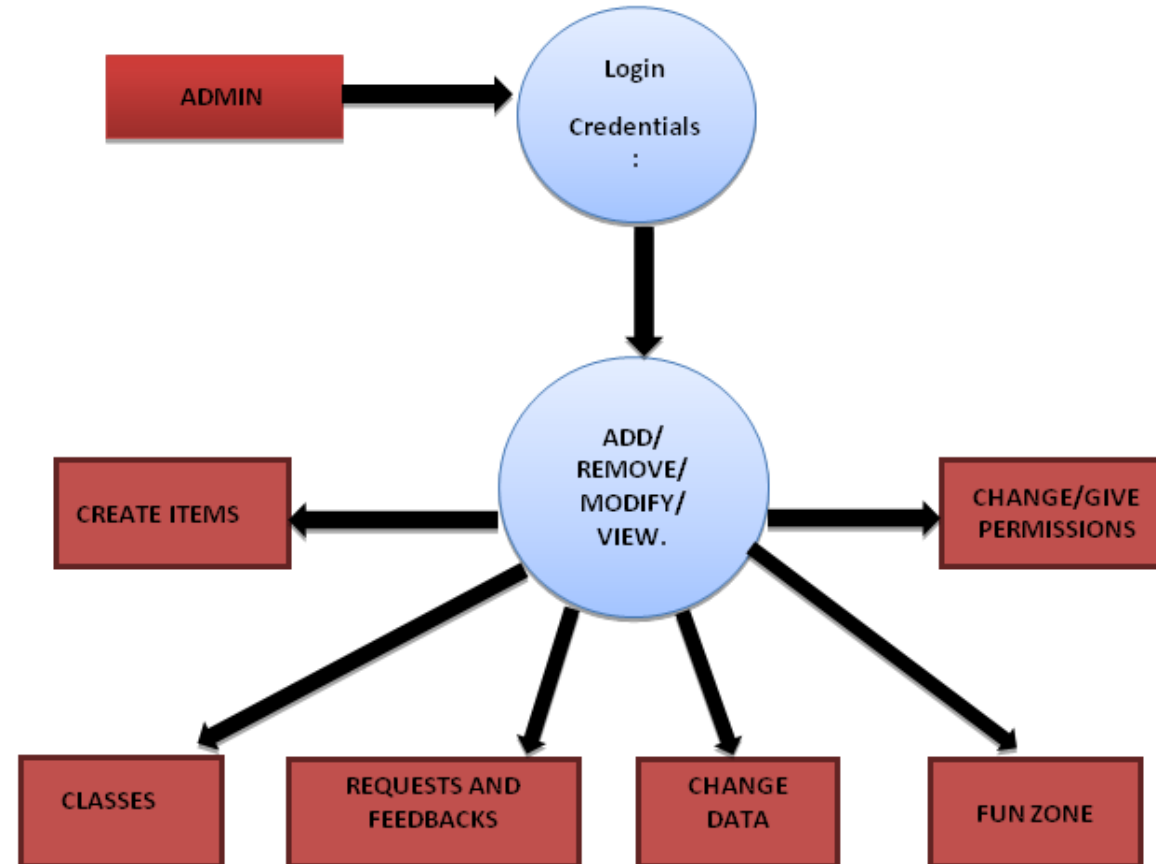 ADMIN
Login
Credentials
:
ADD/
REMOVE/
MODIFY/
VIEW.
CREATE ITEMS
CHANGE/GIVE
PERMISSIONS
CLASSES
REQUESTS AND
FEEDBACKS
CHANGE
DATA
FUN ZONE